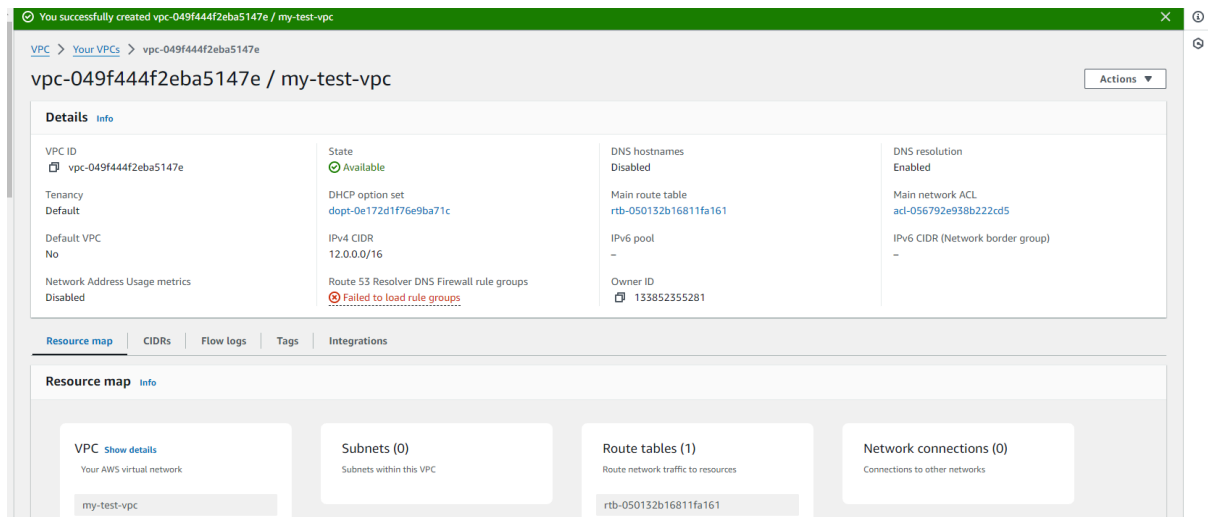 You successfully created vpc-049f444f2eba5147e / my-test-vpc
VPC > Your VPCs > vpc-049f444f2eba5147e
vpc-049f444f2eba5147e / my-test-vpc
Actions
Details Info
VPC ID
vpc-049f444f2eba5147e
State
Available
DNS hostnames
Disabled
DNS resolution
Enabled
Tenancy
Default
DHCP option set
dopt-0e172d1f76e9ba71c
Main route table
rtb-050132b16811fa161
Main network ACL
acl-056792e938b222cd5
Default VPC
No
IPv4 CIDR
12.0.0.0/16
IPv6 pool
–
IPv6 CIDR (Network border group)
–
Network Address Usage metrics
Disabled
Route 53 Resolver DNS Firewall rule groups
Failed to load rule groups
Owner ID
133852355281
Resource map
CIDRs
Flow logs
Tags
Integrations
Resource map Info
VPC Show details
Your AWS virtual network
my-test-vpc
Subnets (0)
Subnets within this VPC
Route tables (1)
Route network traffic to resources
rtb-050132b16811fa161
Network connections (0)
Connections to other networks